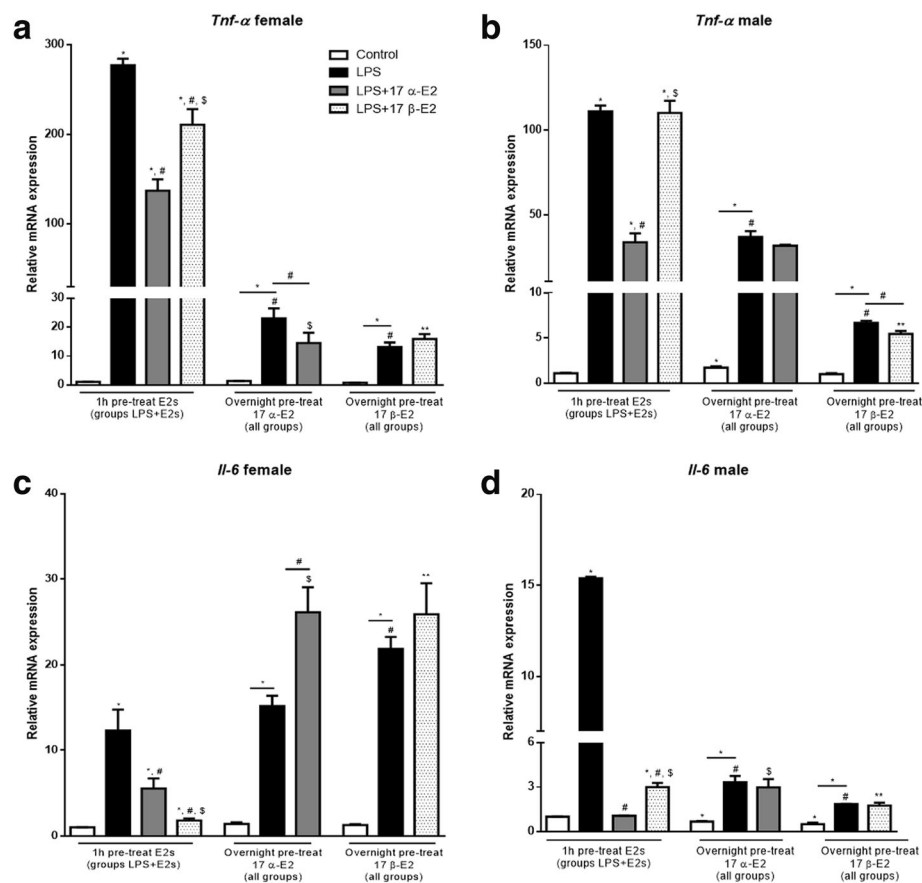 a
Tnf-α female
Relative mRNA expression
300
200
100
30
20
10
0
Control
LPS
LPS+17 α-E2
LPS+17 β-E2
*
*, #
*, #, $
*
#
#
$
*
#
**
1h pre-treat E2s
(groups LPS+E2s)
Overnight pre-treat
17 α-E2
(all groups)
Overnight pre-treat
17 β-E2
(all groups)
b
Tnf-α male
Relative mRNA expression
150
100
50
10
5
0
*
*, #
*, $
*
*
#
*
#
#
**
1h pre-treat E2s
(groups LPS+E2s)
Overnight pre-treat
17 α-E2
(all groups)
Overnight pre-treat
17 β-E2
(all groups)
c
Il-6 female
Relative mRNA expression
40
30
20
10
0
*
*, #
*, #, $
*
#
$
*
#
**
1h pre-treat E2s
(groups LPS+E2s)
Overnight pre-treat
17 α-E2
(all groups)
Overnight pre-treat
17 β-E2
(all groups)
d
Il-6 male
Relative mRNA expression
20
15
10
6
3
0
*
#
*, #, $
*
*
#
$
*
*
#
**
1h pre-treat E2s
(groups LPS+E2s)
Overnight pre-treat
17 α-E2
(all groups)
Overnight pre-treat
17 β-E2
(all groups)